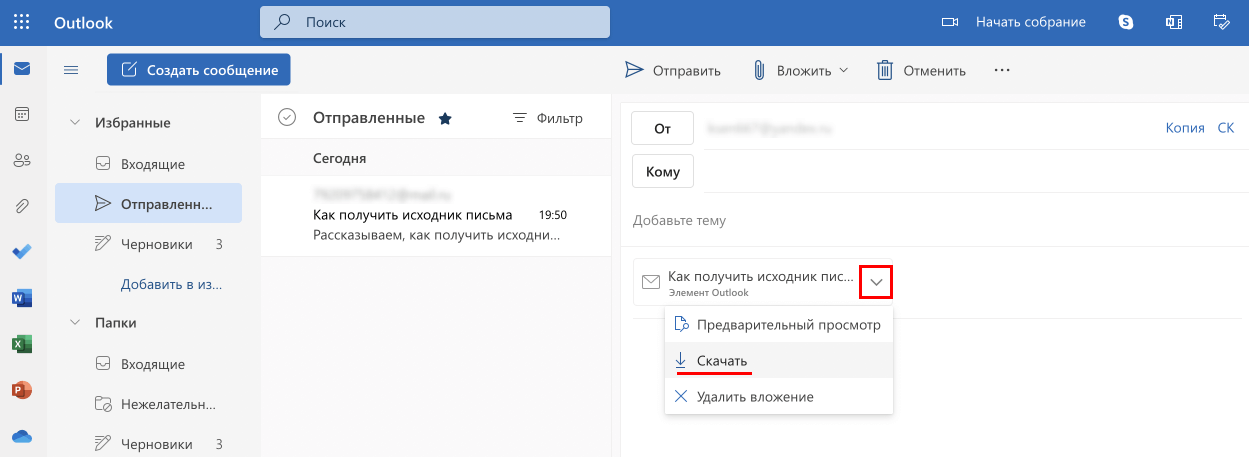 Outlook
Поиск
Начать собрание
Создать сообщение
Отправить
Вложить
Отменить
Избранные
Входящие
Отправленн...
Черновики 3
Добавить в из...
Папки
Входящие
Нежелательн...
Черновики 3
Отправленные
Фильтр
Сегодня
Как получить исходник письма 19:50
Рассказываем, как получить исходни...
От
Копия СК
Кому
Добавьте тему
Как получить исходник пис...
Элемент Outlook
Предварительный просмотр
Скачать
Удалить вложение